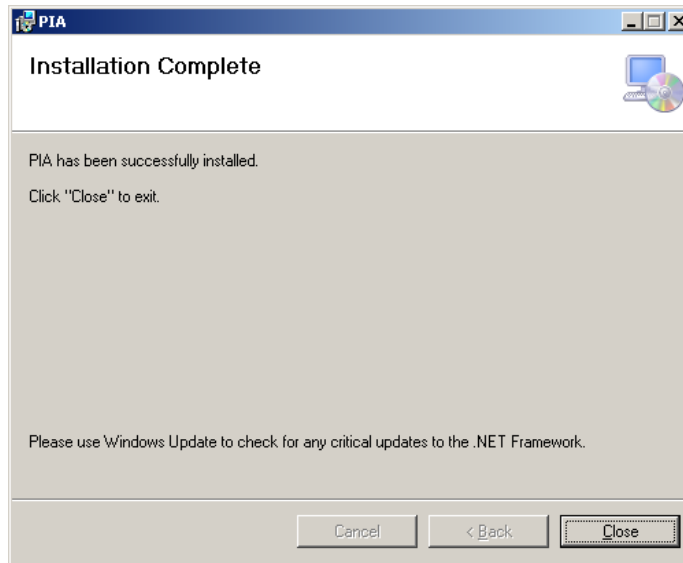 PIA
Installation Complete
PIA has been successfully installed.
Click "Close" to exit.
Please use Windows Update to check for any critical updates to the .NET Framework.
Cancel
< Back
Close